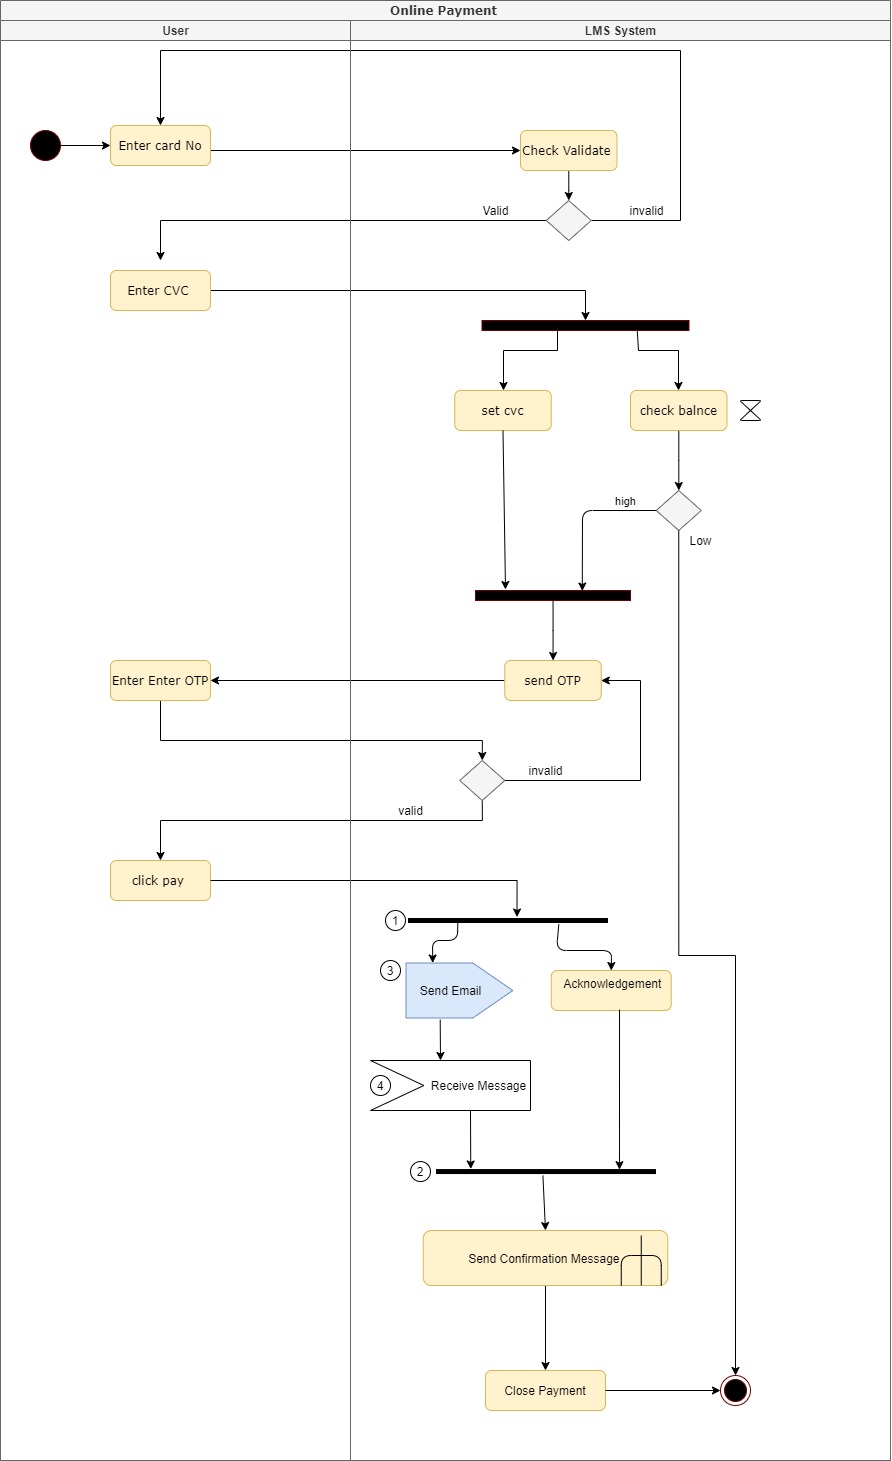 Online Payment
User
LMS System
Enter card No
Check Validate
Valid
invalid
Enter CVC
set cvc
check balnce
high
Low
Enter Enter OTP
send OTP
invalid
valid
click pay
1
3
Send Email
Acknowledgement
4
Receive Message
2
Send Confirmation Message
Close Payment